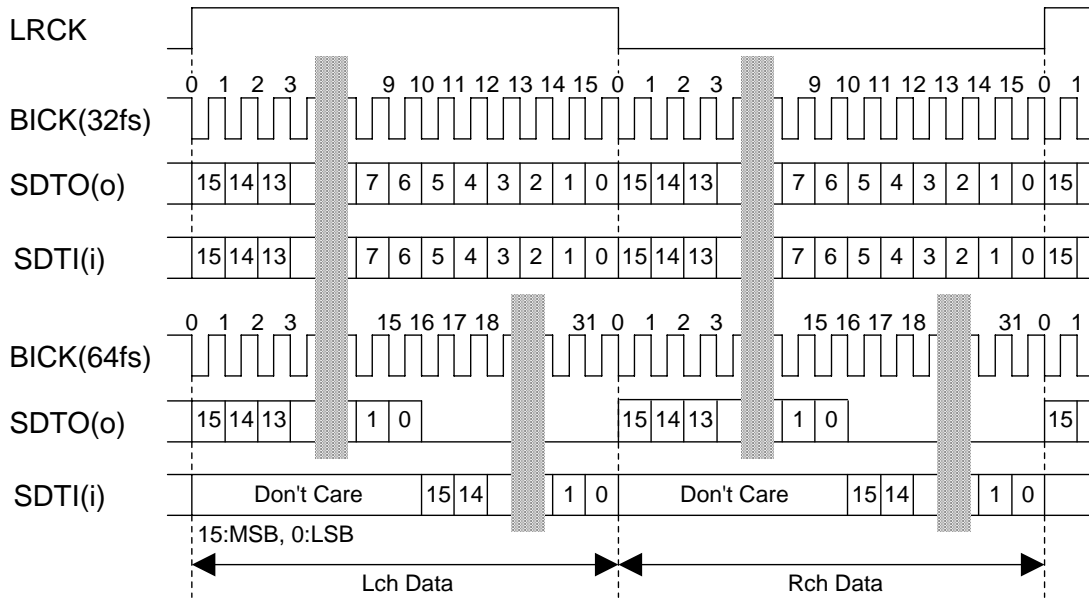 LRCK
0 1 2 3 9 10 11 12 13 14 15 0 1 2 3 9 10 11 12 13 14 15 0 1
BICK(32fs)
SDTO(o) 15 14 13 7 6 5 4 3 2 1 0 15 14 13 7 6 5 4 3 2 1 0 15
SDTI(i) 15 14 13 7 6 5 4 3 2 1 0 15 14 13 7 6 5 4 3 2 1 0 15
0 1 2 3 15 16 17 18 31 0 1 2 3 15 16 17 18 31 0 1
BICK(64fs)
SDTO(o) 15 14 13 1 0 15 14 13 1 0 15
SDTI(i) Don't Care 15 14 1 0 Don't Care 15 14 1 0
15:MSB, 0:LSB
Lch Data Rch Data